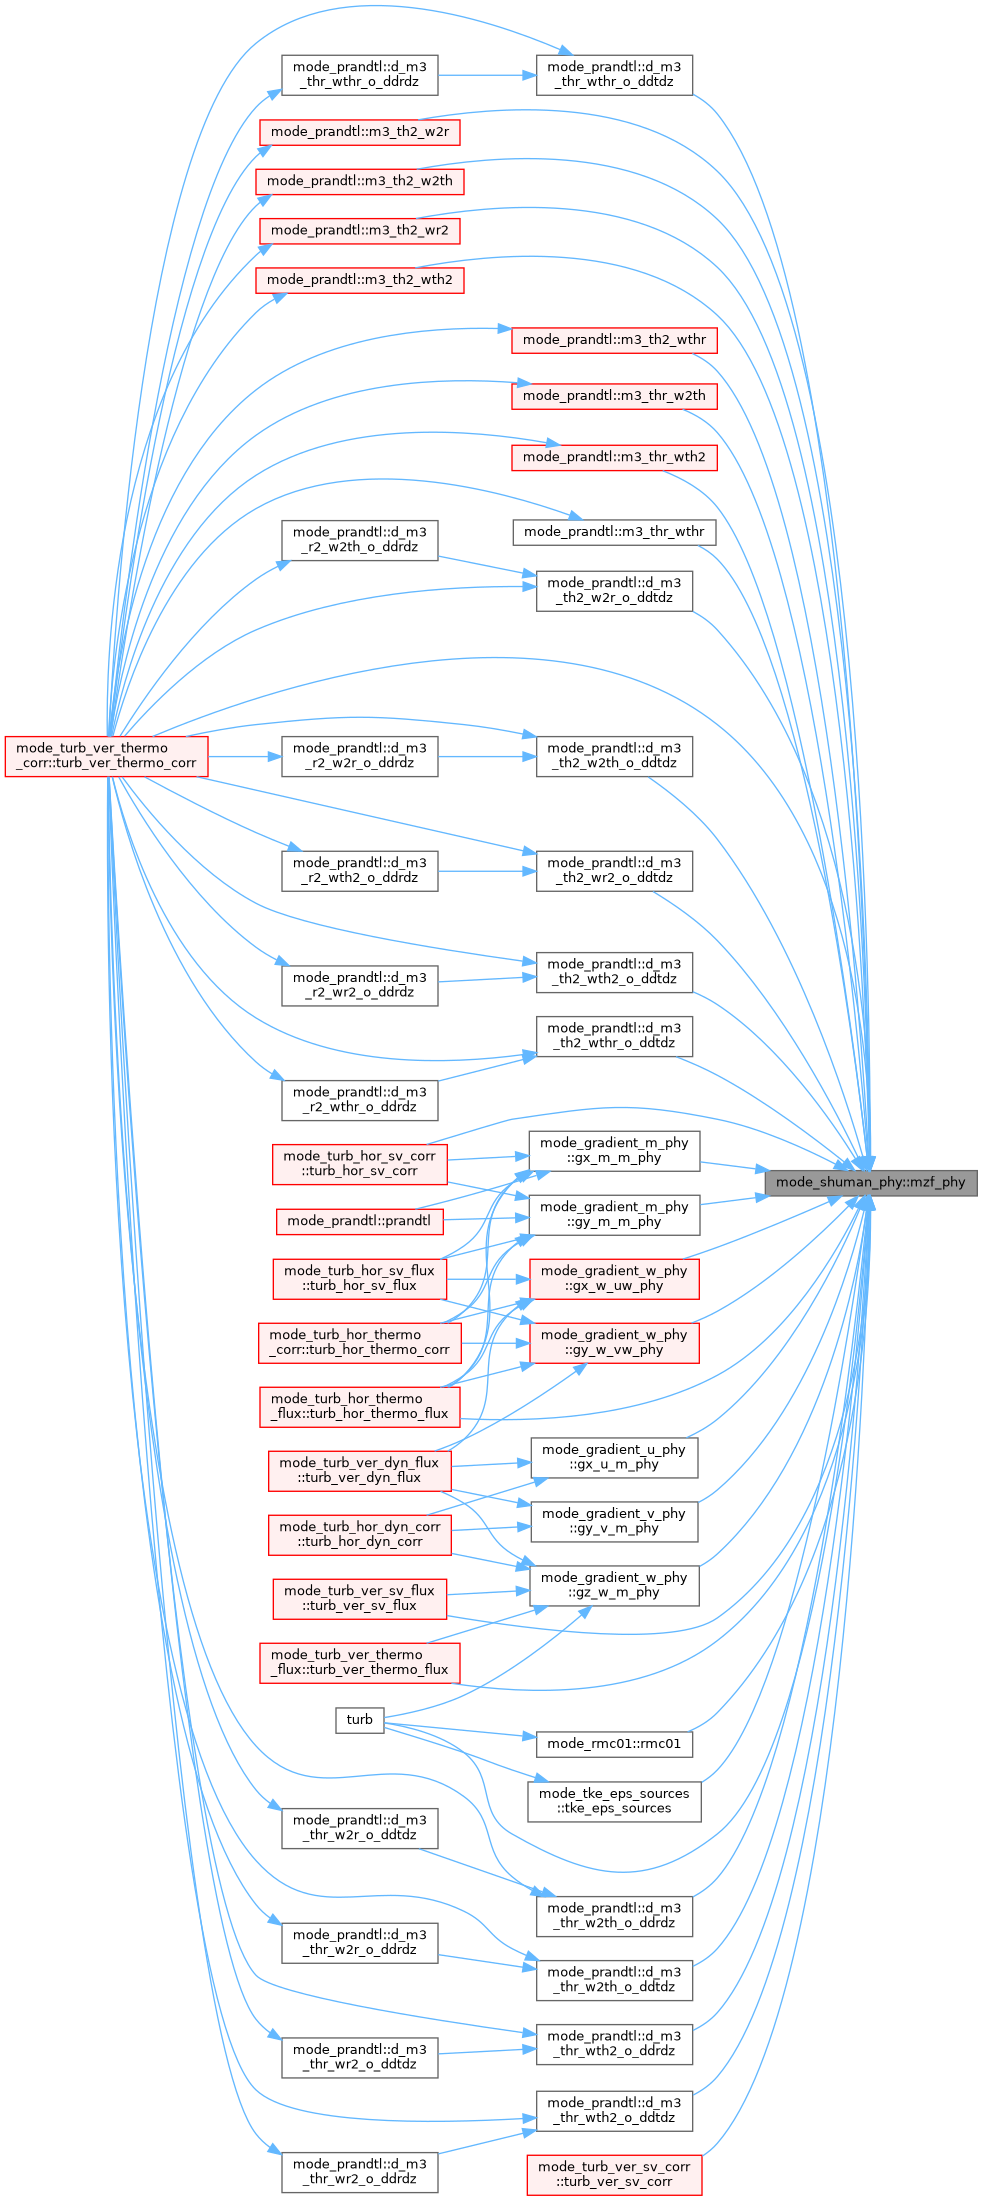 mode_prandtl::d_m3
_thr_wthr_o_ddrdz
mode_prandtl::d_m3
_thr_wthr_o_ddtdz
mode_prandtl::m3_th2_w2r
mode_prandtl::m3_th2_w2th
mode_prandtl::m3_th2_wr2
mode_prandtl::m3_th2_wth2
mode_prandtl::m3_th2_wthr
mode_prandtl::m3_thr_w2th
mode_prandtl::m3_thr_wth2
mode_prandtl::m3_thr_wthr
mode_prandtl::d_m3
_r2_w2th_o_ddrdz
mode_prandtl::d_m3
_th2_w2r_o_ddtdz
mode_turb_ver_thermo
_corr::turb_ver_thermo_corr
mode_prandtl::d_m3
_r2_w2r_o_ddrdz
mode_prandtl::d_m3
_th2_w2th_o_ddtdz
mode_prandtl::d_m3
_r2_wth2_o_ddrdz
mode_prandtl::d_m3
_th2_wr2_o_ddtdz
mode_prandtl::d_m3
_r2_wr2_o_ddrdz
mode_prandtl::d_m3
_th2_wth2_o_ddtdz
mode_prandtl::d_m3
_th2_wthr_o_ddtdz
mode_prandtl::d_m3
_r2_wthr_o_ddrdz
mode_turb_hor_sv_corr
::turb_hor_sv_corr
mode_gradient_m_phy
::gx_m_m_phy
mode_shuman_phy::mzf_phy
mode_prandtl::prandtl
mode_gradient_m_phy
::gy_m_m_phy
mode_turb_hor_sv_flux
::turb_hor_sv_flux
mode_gradient_w_phy
::gx_w_uw_phy
mode_turb_hor_thermo
_corr::turb_hor_thermo_corr
mode_gradient_w_phy
::gy_w_vw_phy
mode_turb_hor_thermo
_flux::turb_hor_thermo_flux
mode_turb_ver_dyn_flux
::turb_ver_dyn_flux
mode_gradient_u_phy
::gx_u_m_phy
mode_turb_hor_dyn_corr
::turb_hor_dyn_corr
mode_gradient_v_phy
::gy_v_m_phy
mode_turb_ver_sv_flux
::turb_ver_sv_flux
mode_gradient_w_phy
::gz_w_m_phy
mode_turb_ver_thermo
_flux::turb_ver_thermo_flux
turb
mode_rmc01::rmc01
mode_tke_eps_sources
::tke_eps_sources
mode_prandtl::d_m3
_thr_w2r_o_ddtdz
mode_prandtl::d_m3
_thr_w2th_o_ddrdz
mode_prandtl::d_m3
_thr_w2r_o_ddrdz
mode_prandtl::d_m3
_thr_w2th_o_ddtdz
mode_prandtl::d_m3
_thr_wr2_o_ddtdz
mode_prandtl::d_m3
_thr_wth2_o_ddrdz
mode_prandtl::d_m3
_thr_wth2_o_ddtdz
mode_prandtl::d_m3
_thr_wr2_o_ddrdz
mode_turb_ver_sv_corr
::turb_ver_sv_corr